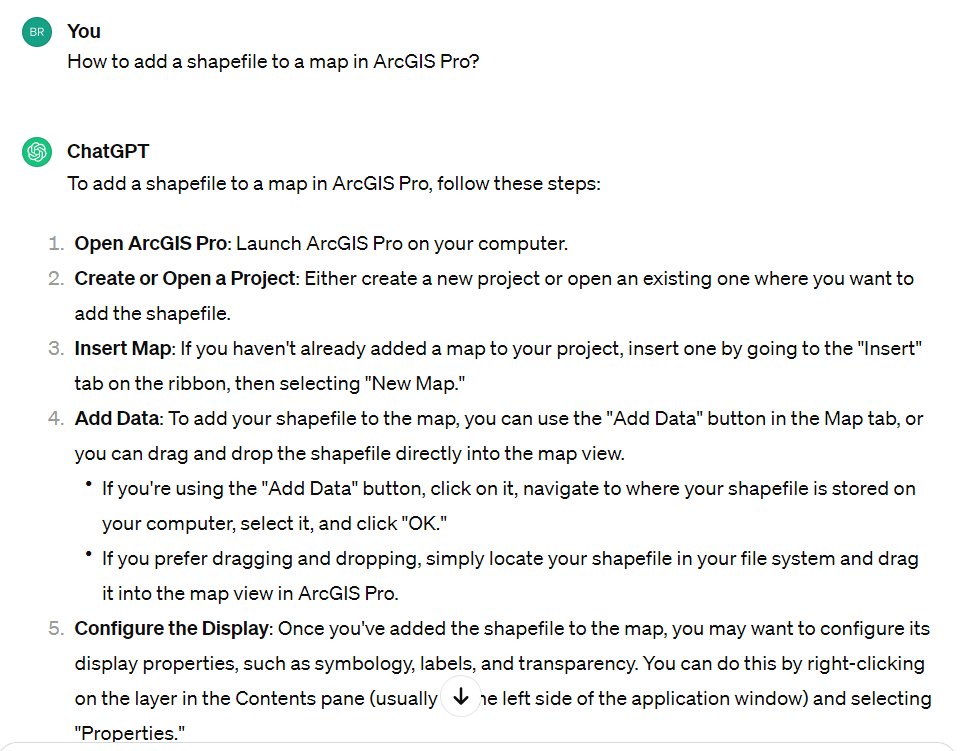 BR
You
How to add a shapefile to a map in ArcGIS Pro?
ChatGPT
To add a shapefile to a map in ArcGIS Pro, follow these steps:
1. Open ArcGIS Pro: Launch ArcGIS Pro on your computer.
2. Create or Open a Project: Either create a new project or open an existing one where you want to
add the shapefile.
3. Insert Map: If you haven't already added a map to your project, insert one by going to the "Insert"
tab on the ribbon, then selecting "New Map."
4. Add Data: To add your shapefile to the map, you can use the "Add Data" button in the Map tab, or
you can drag and drop the shapefile directly into the map view.
• If you're using the "Add Data" button, click on it, navigate to where your shapefile is stored on
your computer, select it, and click "OK."
• If you prefer dragging and dropping, simply locate your shapefile in your file system and drag
it into the map view in ArcGIS Pro.
5. Configure the Display: Once you've added the shapefile to the map, you may want to configure its
display properties, such as symbology, labels, and transparency. You can do this by right-clicking
on the layer in the Contents pane (usually he left side of the application window) and selecting
"Properties."